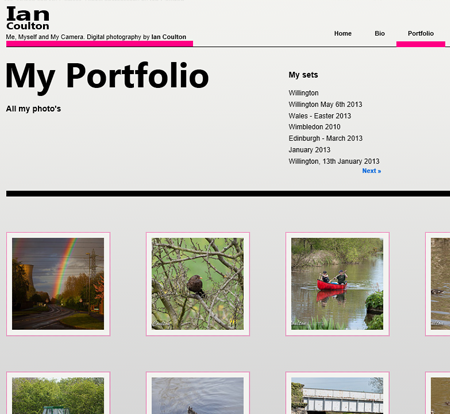 Ian
Coulton
Me, Myself and My Camera. Digital photography by Ian Coulton
Home
Bio
Portfolio
My Portfolio
All my photo's
My sets
Willington
Willington May 6th 2013
Wales - Easter 2013
Wimbledon 2010
Edinburgh - March 2013
January 2013
Willington, 13th January 2013
Next »